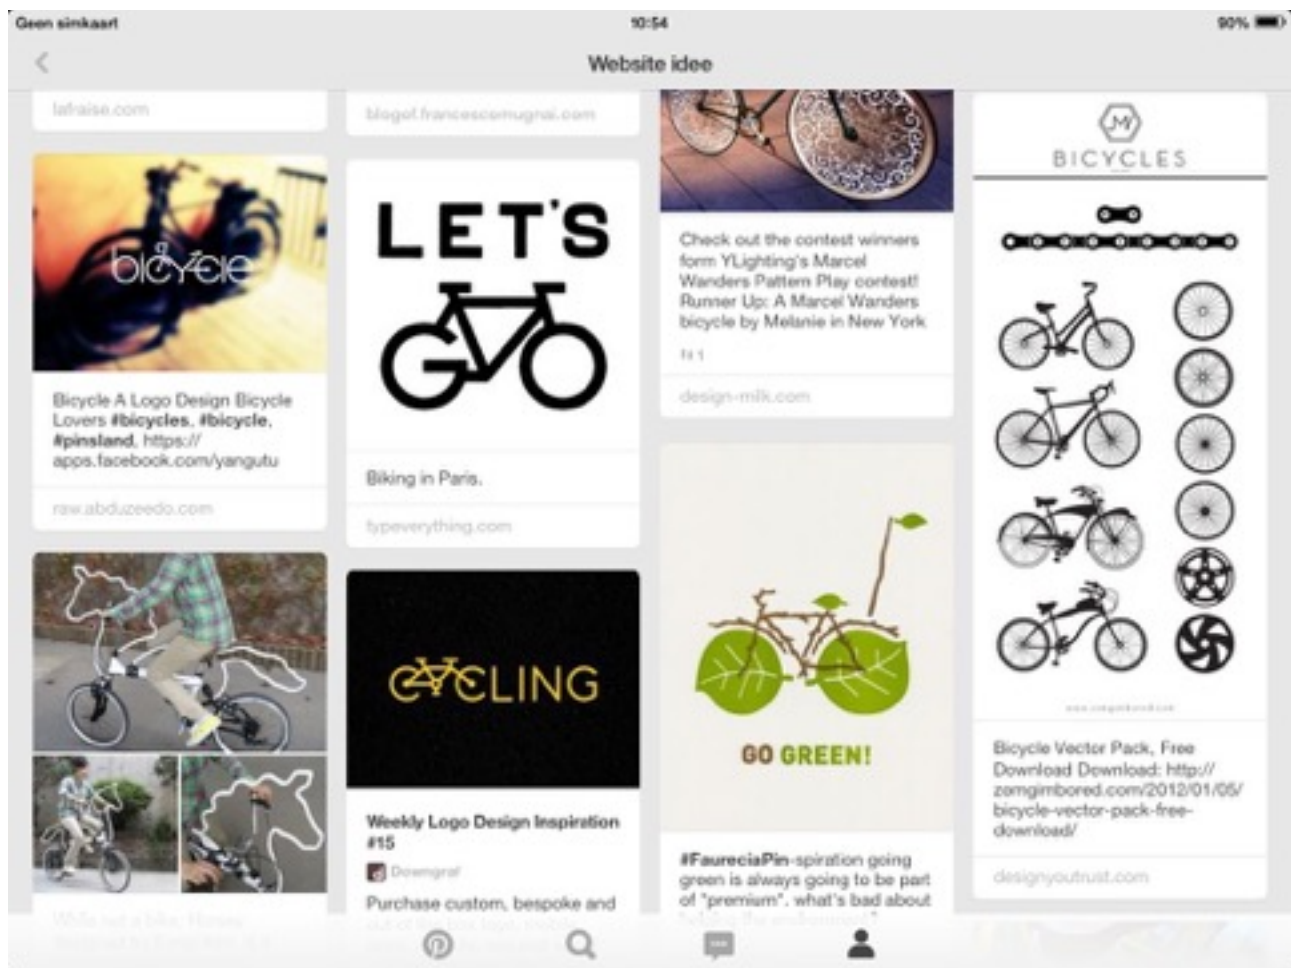 Geen simkaart
10:54
90%
Website idee
lafraise.com
bicycle
Bicycle A Logo Design Bicycle
Lovers #bicycles, #bicycle,
#pinsland, https://
apps.facebook.com/yangutu
raw.abduzeedo.com
blogof.francescomugnai.com
LET'S
GO
Biking in Paris.
typeverything.com
CYCLING
Weekly Logo Design Inspiration
#15
Downgraf
Purchase custom, bespoke and
Check out the contest winners
form YLighting's Marcel
Wanders Pattern Play contest!
Runner Up: A Marcel Wanders
bicycle by Melanie in New York
1
design-milk.com
GO GREEN!
#FaureciaPin-spiration going
green is always going to be part
of "premium". what's bad about
helping the environment?
BICYCLES
Bicycle Vector Pack, Free
Download Download: http://
zomgimbored.com/2012/01/05/
bicycle-vector-pack-free-
download/
designyoutrust.com